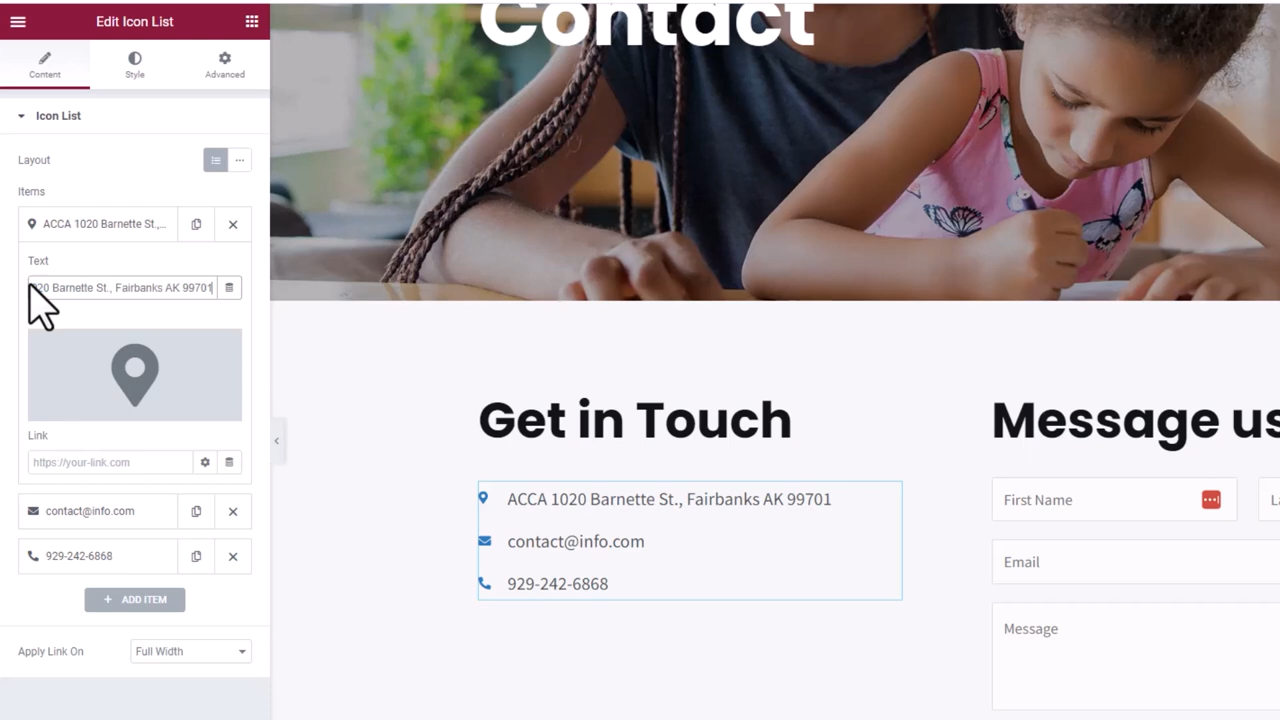 Edit Icon List
Content
Style
Advanced
Icon List
Layout
Items
ACCA 1020 Barnette St.,...
Text
20 Barnette St., Fairbanks AK 99701
Link
https://your-link.com
contact@info.com
929-242-6868
+ ADD ITEM
Apply Link On
Full Width
Contact
Get in Touch
ACCA 1020 Barnette St., Fairbanks AK 99701
contact@info.com
929-242-6868
Message us
First Name
La
Email
Message